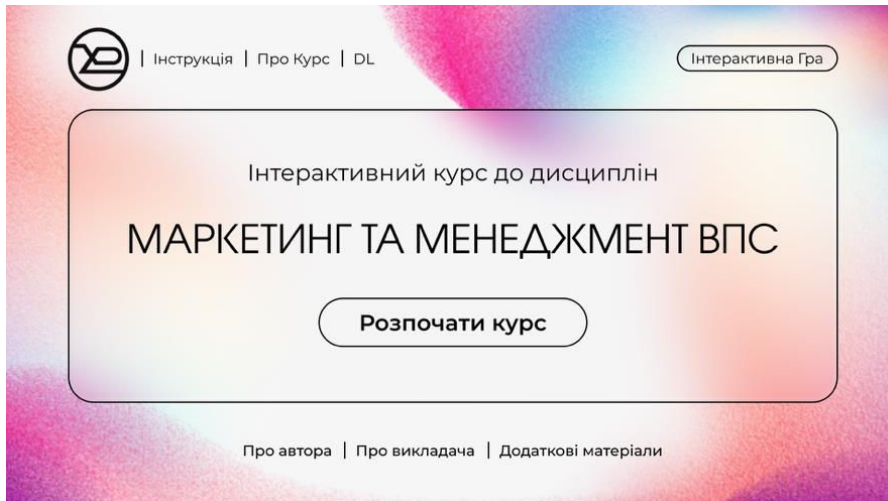 Інструкція | Про Курс | DL
Інтерактивна Гра
Інтерактивний курс до дисциплін
МАРКЕТИНГ ТА МЕНЕДЖМЕНТ ВПС
Розпочати курс
Про автора | Про викладача | Додаткові матеріали